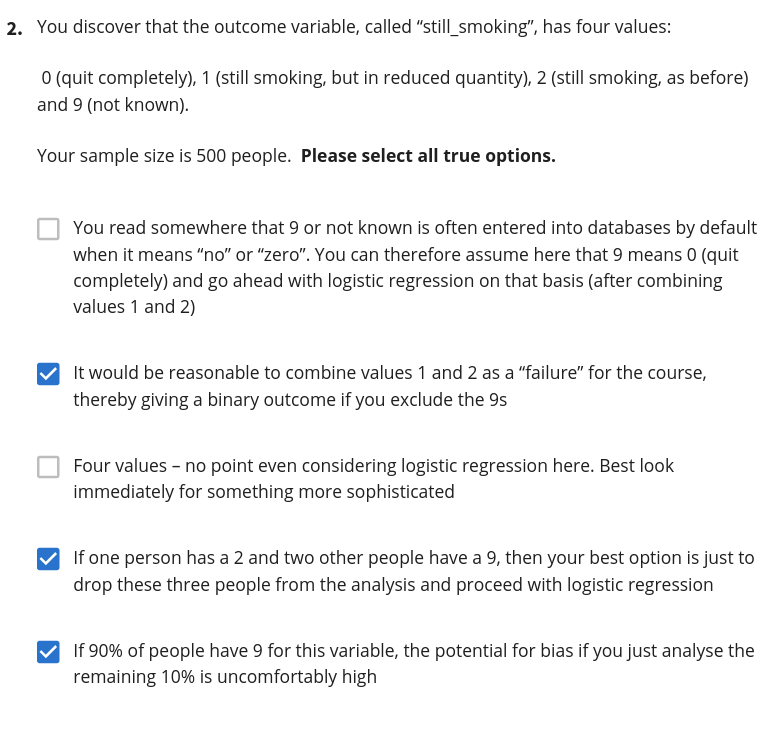 2. You discover that the outcome variable, called “still_smoking”, has four values:
0 (quit completely), 1 (still smoking, but in reduced quantity), 2 (still smoking, as before)
and 9 (not known).
Your sample size is 500 people. Please select all true options.
You read somewhere that 9 or not known is often entered into databases by default
when it means “no” or “zero”. You can therefore assume here that 9 means 0 (quit
completely) and go ahead with logistic regression on that basis (after combining
values 1 and 2)
It would be reasonable to combine values 1 and 2 as a “failure” for the course,
thereby giving a binary outcome if you exclude the 9s
Four values – no point even considering logistic regression here. Best look
immediately for something more sophisticated
If one person has a 2 and two other people have a 9, then your best option is just to
drop these three people from the analysis and proceed with logistic regression
If 90% of people have 9 for this variable, the potential for bias if you just analyse the
remaining 10% is uncomfortably high